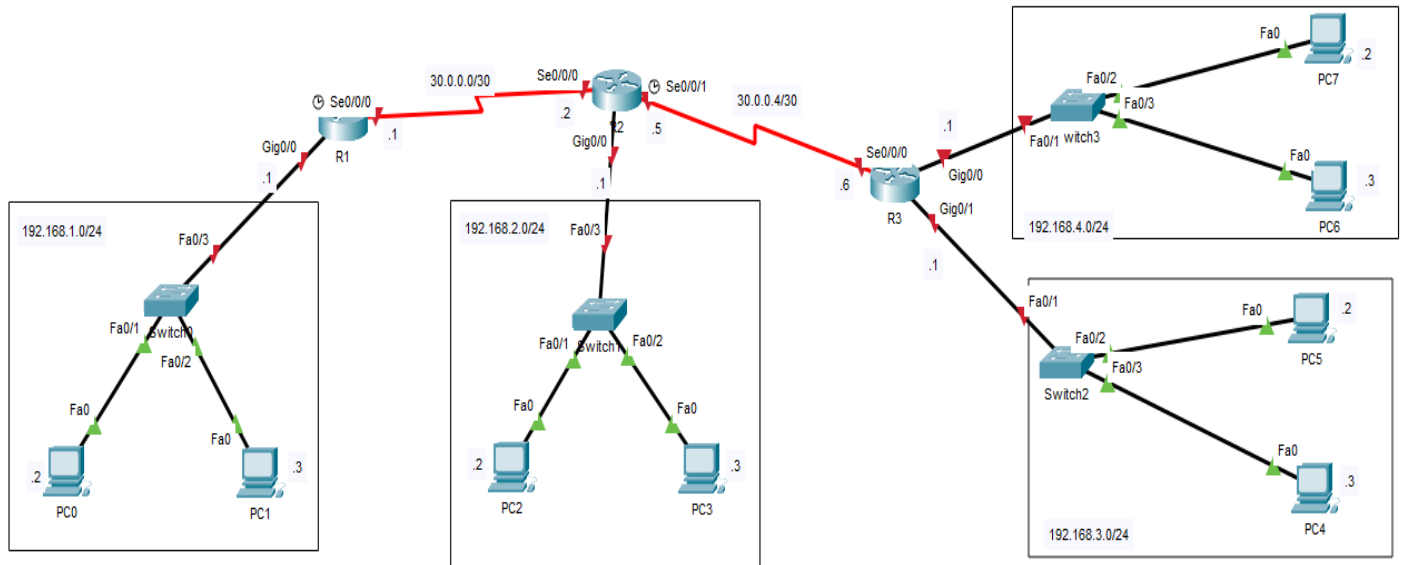 Fa0
.2
PC7
Fa0/2
30.0.0.0/30
Se0/0/0
Se0/0/1
30.0.0.4/30
Fa0/3
Se0/0/0
.2
.1
R1
.5
.1
Fa0/1
witch3
Gig0/0
Gig0/0
Se0/0/0
Fa0
.3
PC6
.1
.1
.6
Gig0/0
R3
Gig0/1
192.168.4.0/24
192.168.1.0/24
Fa0/3
192.168.2.0/24
Fa0/3
.1
Fa0/1
Fa0
.2
PC5
Fa0/1
Switch0
Fa0/2
Fa0/1
Switch1
Fa0/2
Fa0/2
Fa0/3
Switch2
Fa0
Fa0
Fa0
Fa0
Fa0
.3
PC4
.2
PC0
.3
PC1
.2
PC2
.3
PC3
192.168.3.0/24